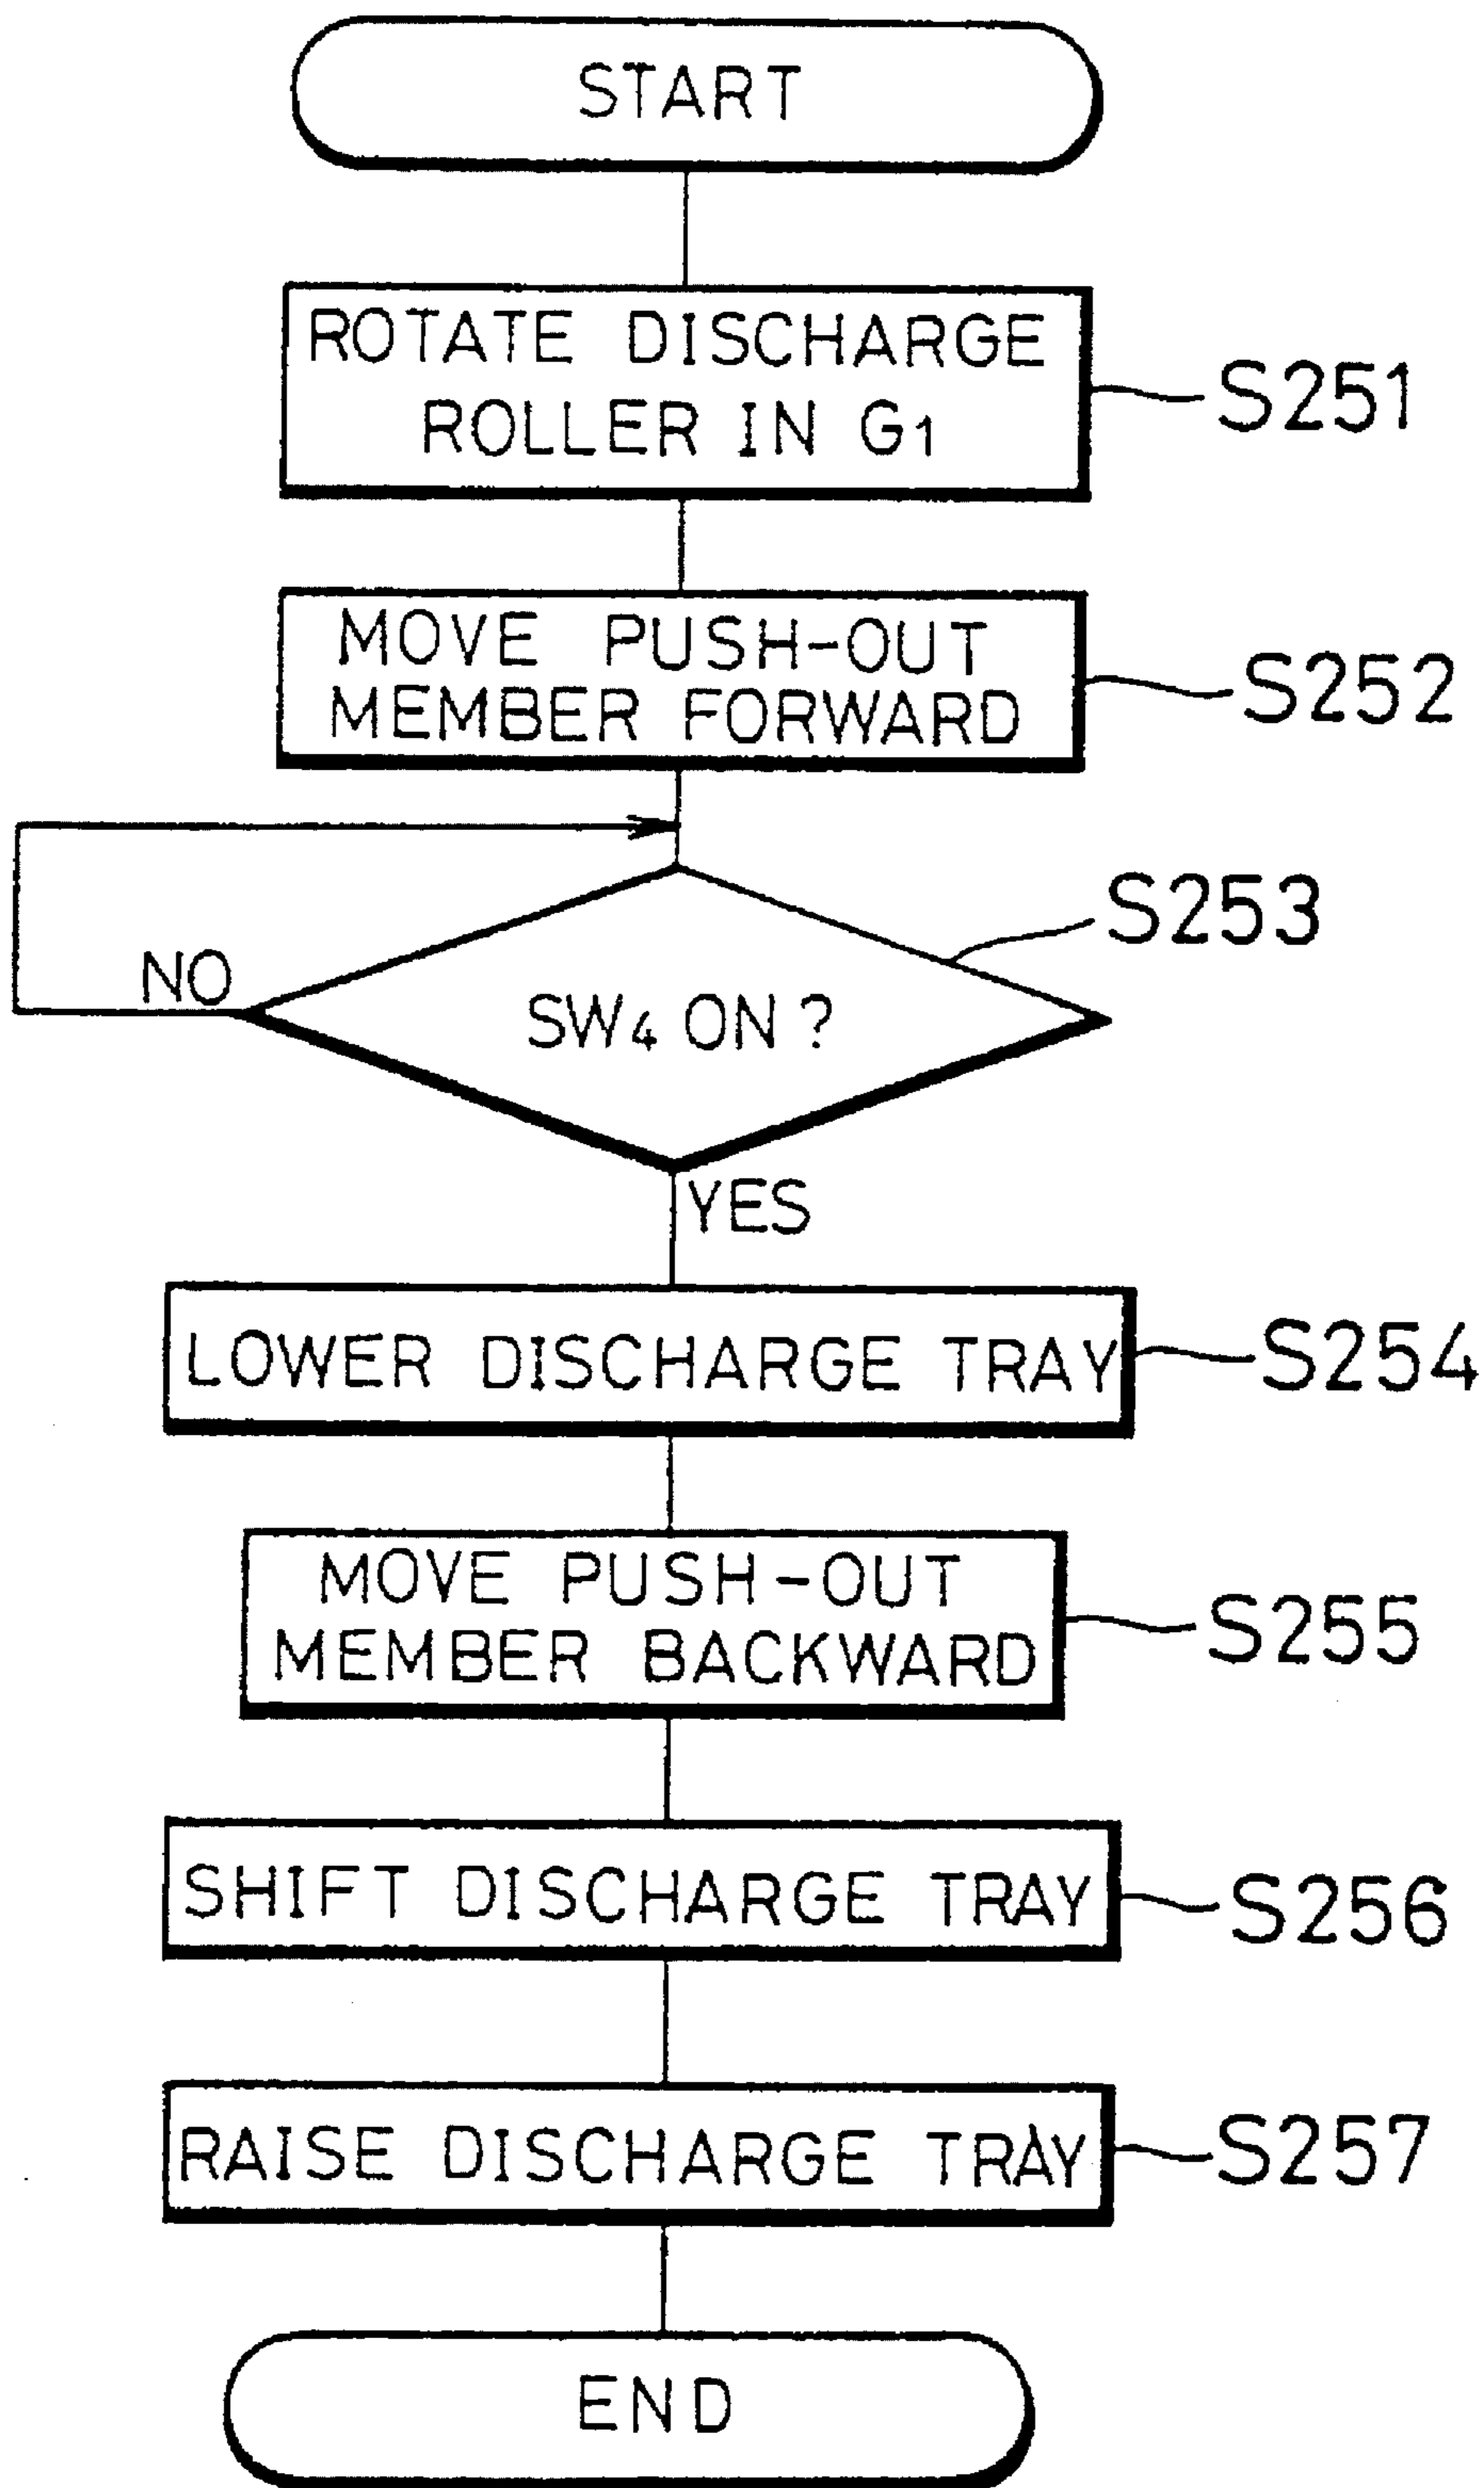 START
ROTATE DISCHARGE
ROLLER IN G1
S251
MOVE PUSH-OUT
MEMBER FORWARD
S252
S253
NO
SW4 ON ?
YES
LOWER DISCHARGE TRAY
S254
MOVE PUSH-OUT
MEMBER BACKWARD
S255
SHIFT DISCHARGE TRAY
S256
RAISE DISCHARGE TRAY
S257
END